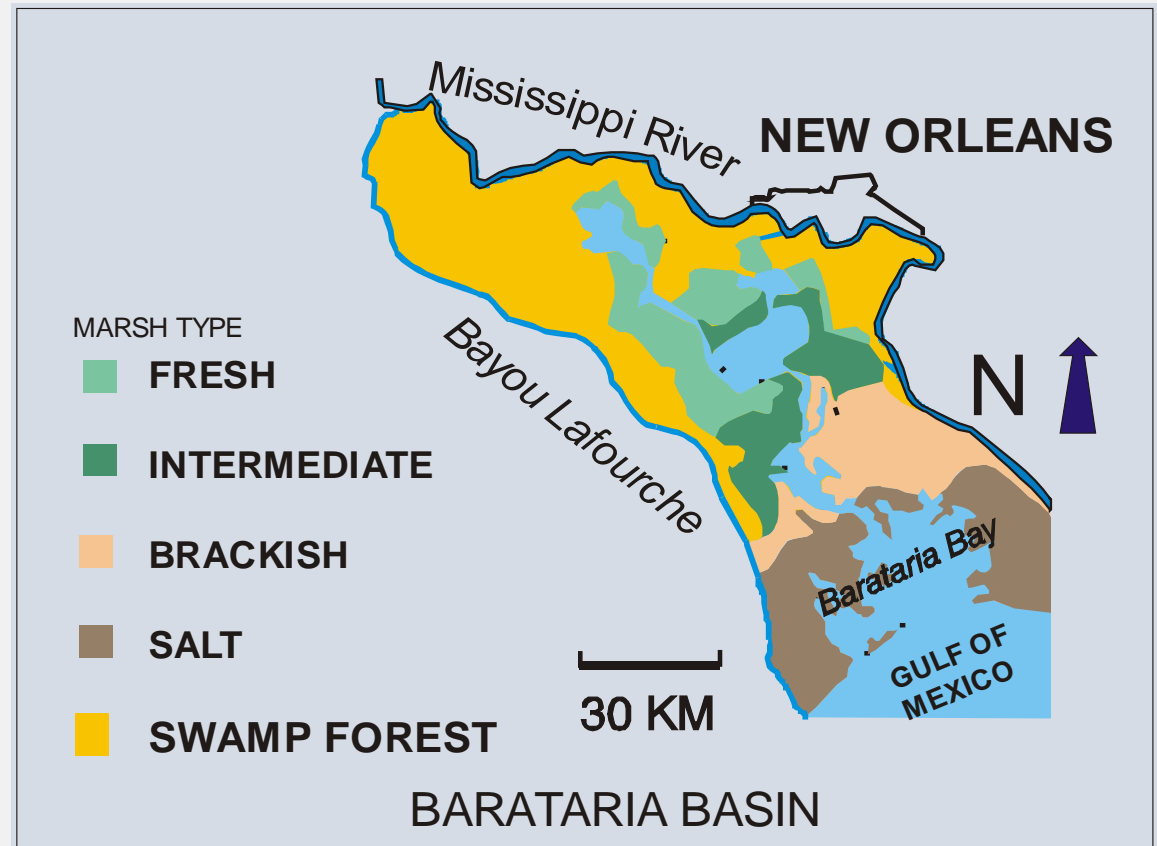 Mississippi River
NEW ORLEANS
MARSH TYPE
FRESH
Bayou Lafourche
N
INTERMEDIATE
BRACKISH
Barataria Bay
SALT
GULF OF
MEXICO
30 KM
SWAMP FOREST
BARATARIA BASIN